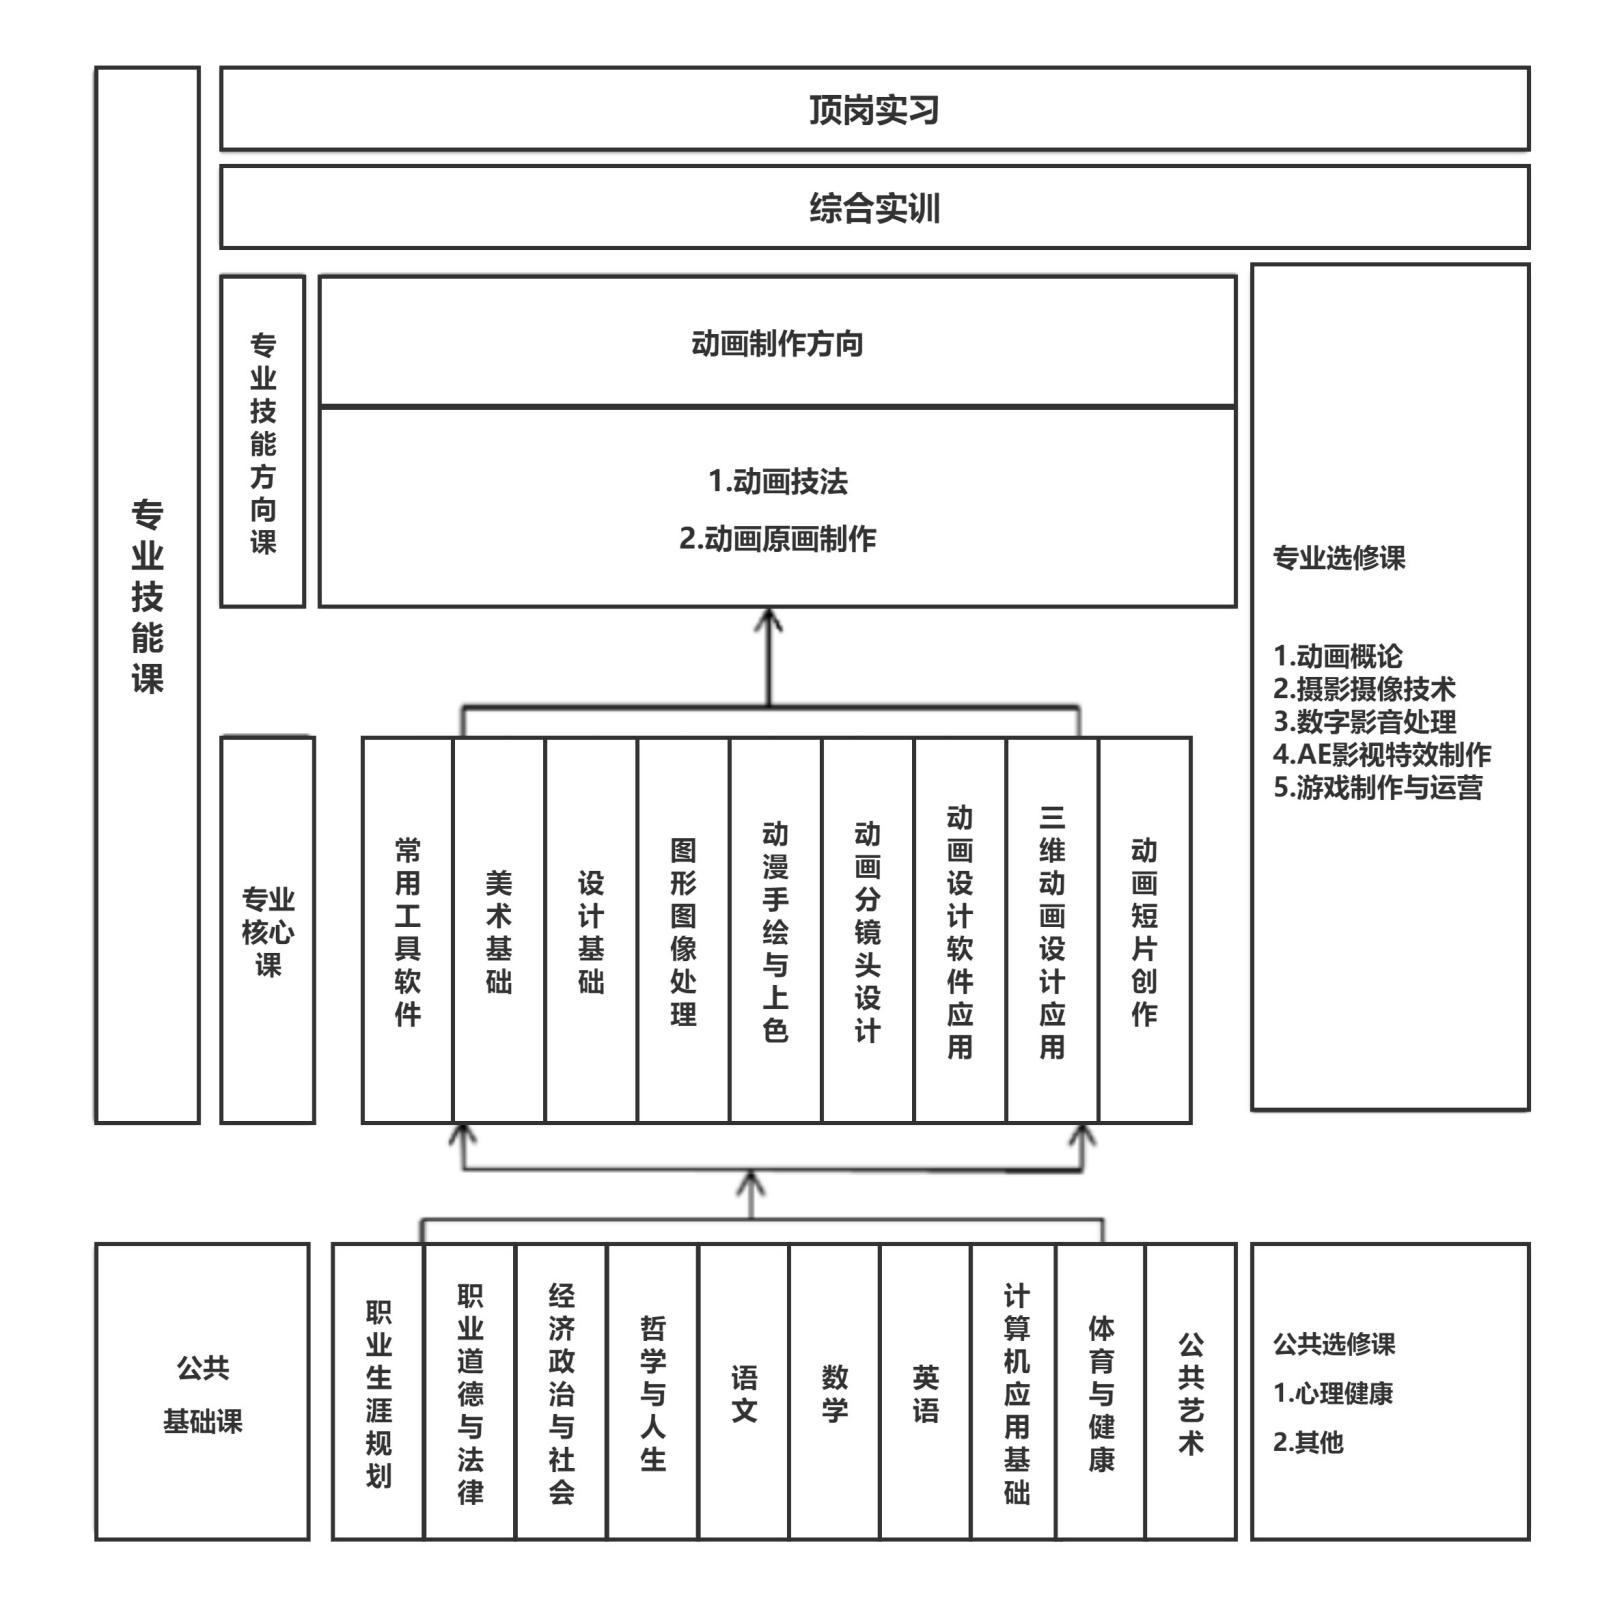 顶岗实习
综合实训
专业技能课
专业技能方向课
动画制作方向
1.动画技法
2.动画原画制作
专业选修课
1.动画概论
2.摄影摄像技术
3.数字影音处理
4.AE影视特效制作
5.游戏制作与运营
专业
核心
课
常用工具软件
美术基础
设计基础
图形图像处理
动漫手绘与上色
动画分镜头设计
动画设计软件应用
三维动画设计应用
动画短片创作
公共
基础课
职业生涯规划
职业道德与法律
经济政治与社会
哲学与人生
语文
数学
英语
计算机应用基础
体育与健康
公共艺术
公共选修课
1.心理健康
2.其他